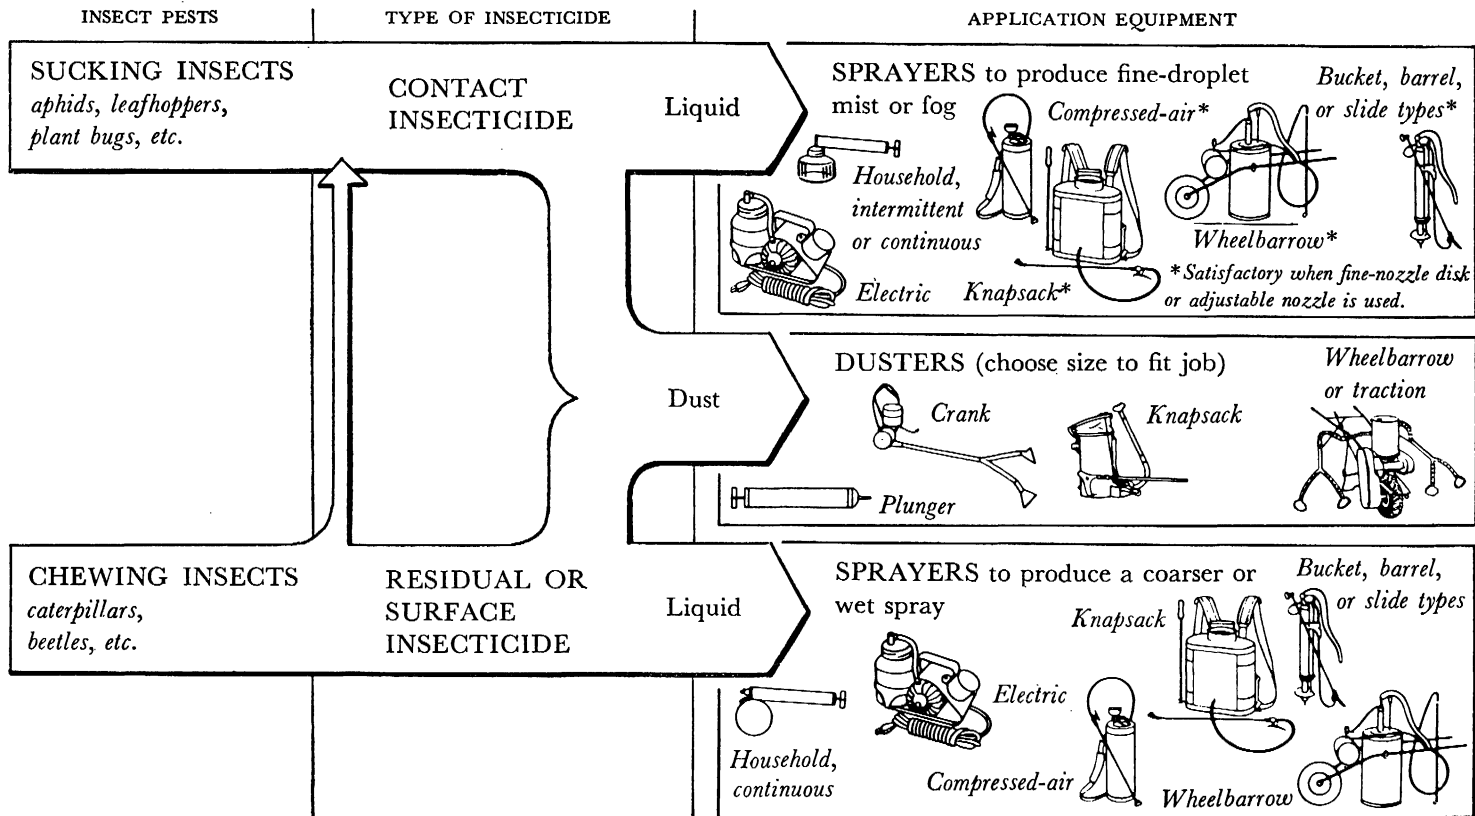 INSECT PESTS
TYPE OF INSECTICIDE
APPLICATION EQUIPMENT
SUCKING INSECTS
aphids, leafhoppers,
plant bugs, etc.
CONTACT
INSECTICIDE
Liquid
SPRAYERS to produce fine-droplet
mist or fog
Compressed-air*
Bucket, barrel,
or slide types*
Household,
intermittent
or continuous
Wheelbarrow*
Electric
Knapsack*
*Satisfactory when fine-nozzle disk
or adjustable nozzle is used.
Dust
DUSTERS (choose size to fit job)
Crank
Knapsack
Wheelbarrow
or traction
Plunger
CHEWING INSECTS
caterpillars,
beetles, etc.
RESIDUAL OR
SURFACE
INSECTICIDE
Liquid
SPRAYERS to produce a coarser or
wet spray
Knapsack
Bucket, barrel,
or slide types
Electric
Household,
continuous
Compressed-air
Wheelbarrow